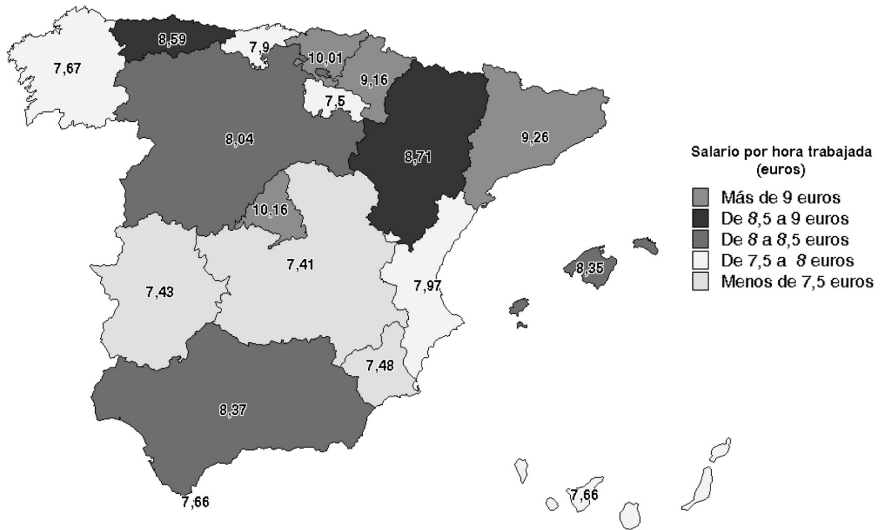 8,59
7,9
10,01
7,67
9,16
7,5
8,04
9,26
8,71
10,16
7,41
7,43
7,97
8,35
7,48
8,37
7,66
7,66
Salario por hora trabajada
(euros)
Más de 9 euros
De 8,5 a 9 euros
De 8 a 8,5 euros
De 7,5 a 8 euros
Menos de 7,5 euros